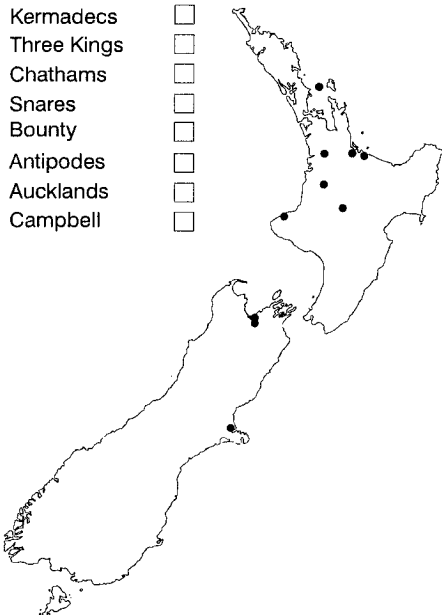 Kermadecs
Three Kings
Chathams
Snares
Bounty
Antipodes
Aucklands
Campbell